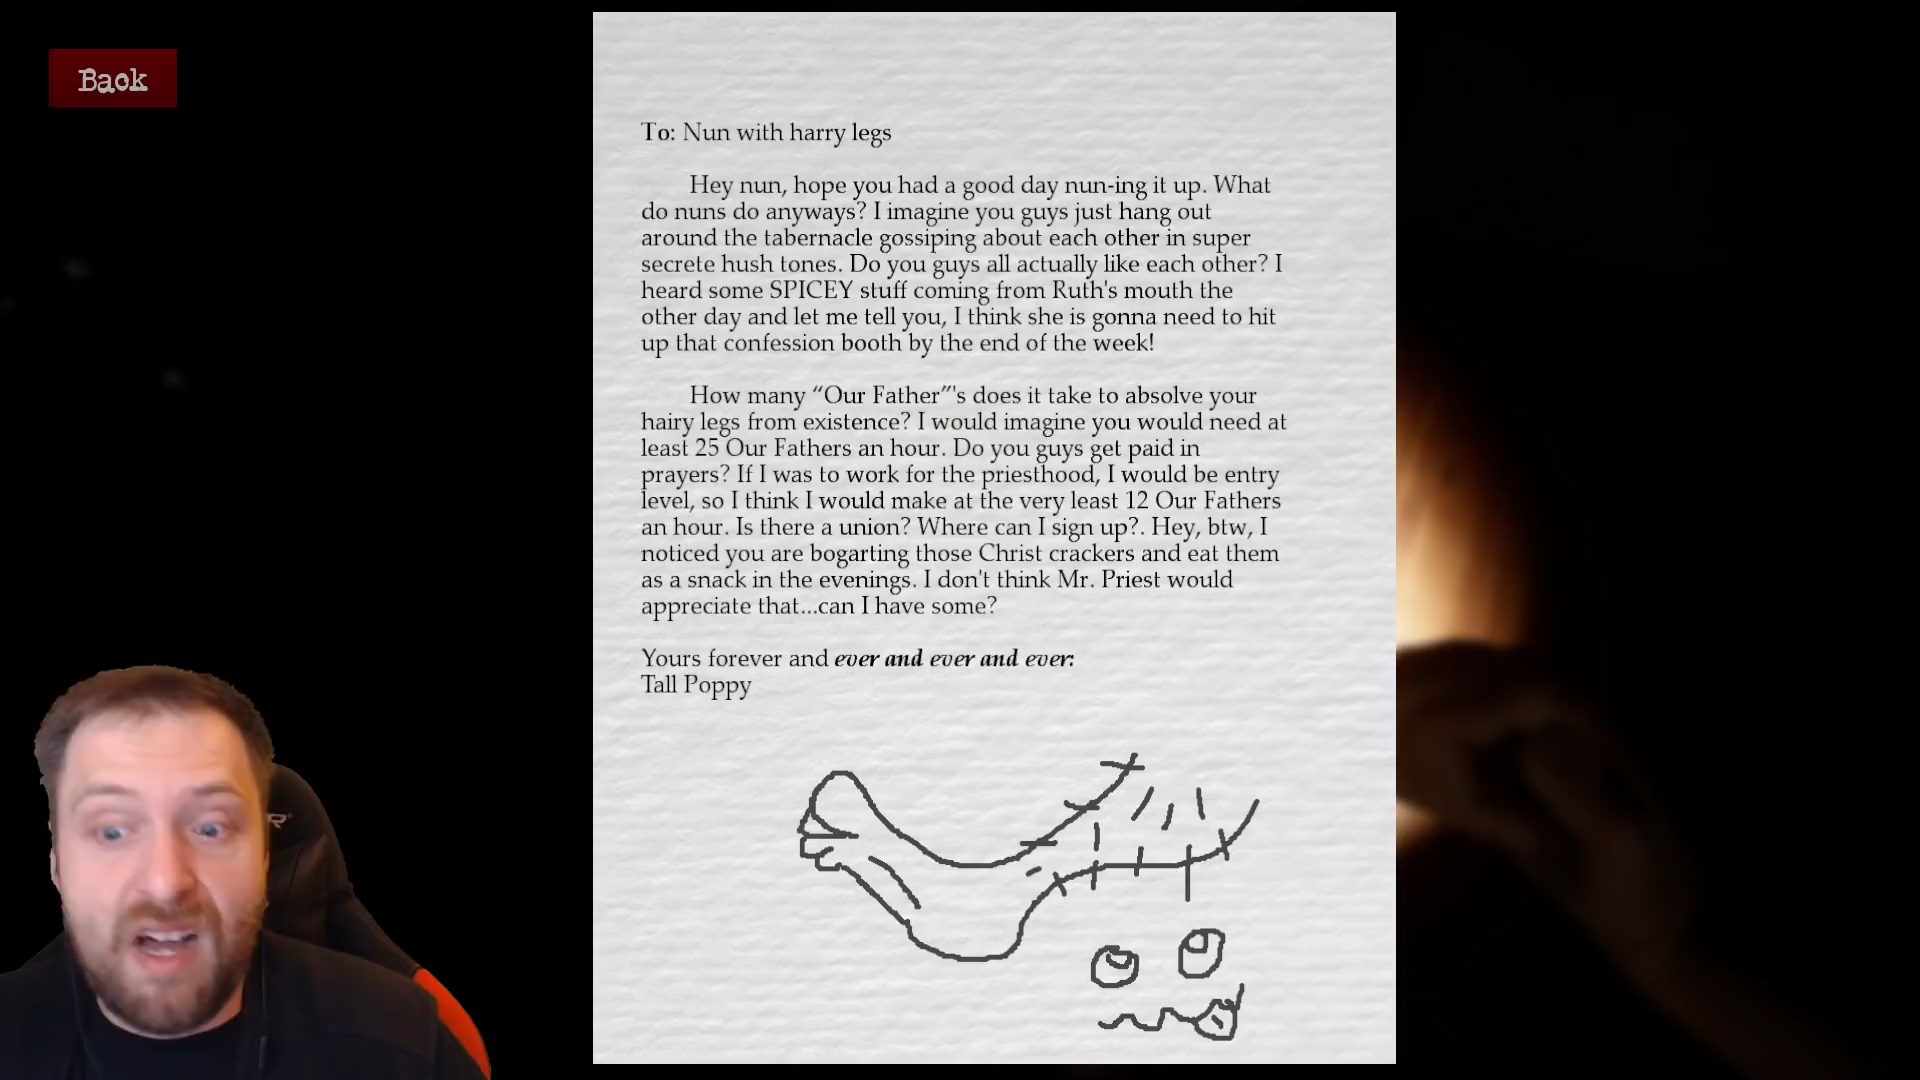 Back
To: Nun with harry legs
Hey nun, hope you had a good day nun-ing it up. What
do nuns do anyways? I imagine you guys just hang out
around the tabernacle gossiping about each other in super
secrete hush tones. Do you guys all actually like each other? I
heard some SPICEY stuff coming from Ruth's mouth the
other day and let me tell you, I think she is gonna need to hit
up that confession booth by the end of the week!
How many “Our Father”'s does it take to absolve your
hairy legs from existence? I would imagine you would need at
least 25 Our Fathers an hour. Do you guys get paid in
prayers? If I was to work for the priesthood, I would be entry
level, so I think I would make at the very least 12 Our Fathers
an hour. Is there a union? Where can I sign up?. Hey, btw, I
noticed you are bogarting those Christ crackers and eat them
as a snack in the evenings. I don't think Mr. Priest would
appreciate that...can I have some?
Yours forever and ever and ever and ever:
Tall Poppy